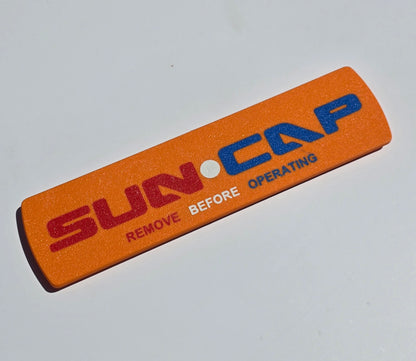 SUN CAP
REMOVE BEFORE OPERATING